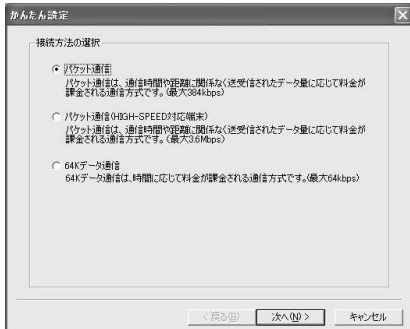 かんたん設定
接続方法の選択
パケット通信
パケット通信は、通信時間や距離に関係なく送受信されたデータ量に応じて料金が
課金される通信方式です。(最大384kbps)
パケット通信(HIGH-SPEED対応端末)
パケット通信は、通信時間や距離に関係なく送受信されたデータ量に応じて料金が
課金される通信方式です。(最大3.6Mbps)
64Kデータ通信
64Kデータ通信は、時間に応じて料金が課金される通信方式です。(最大64kbps)
< 戻る(B)
次へ(N) >
キャンセル